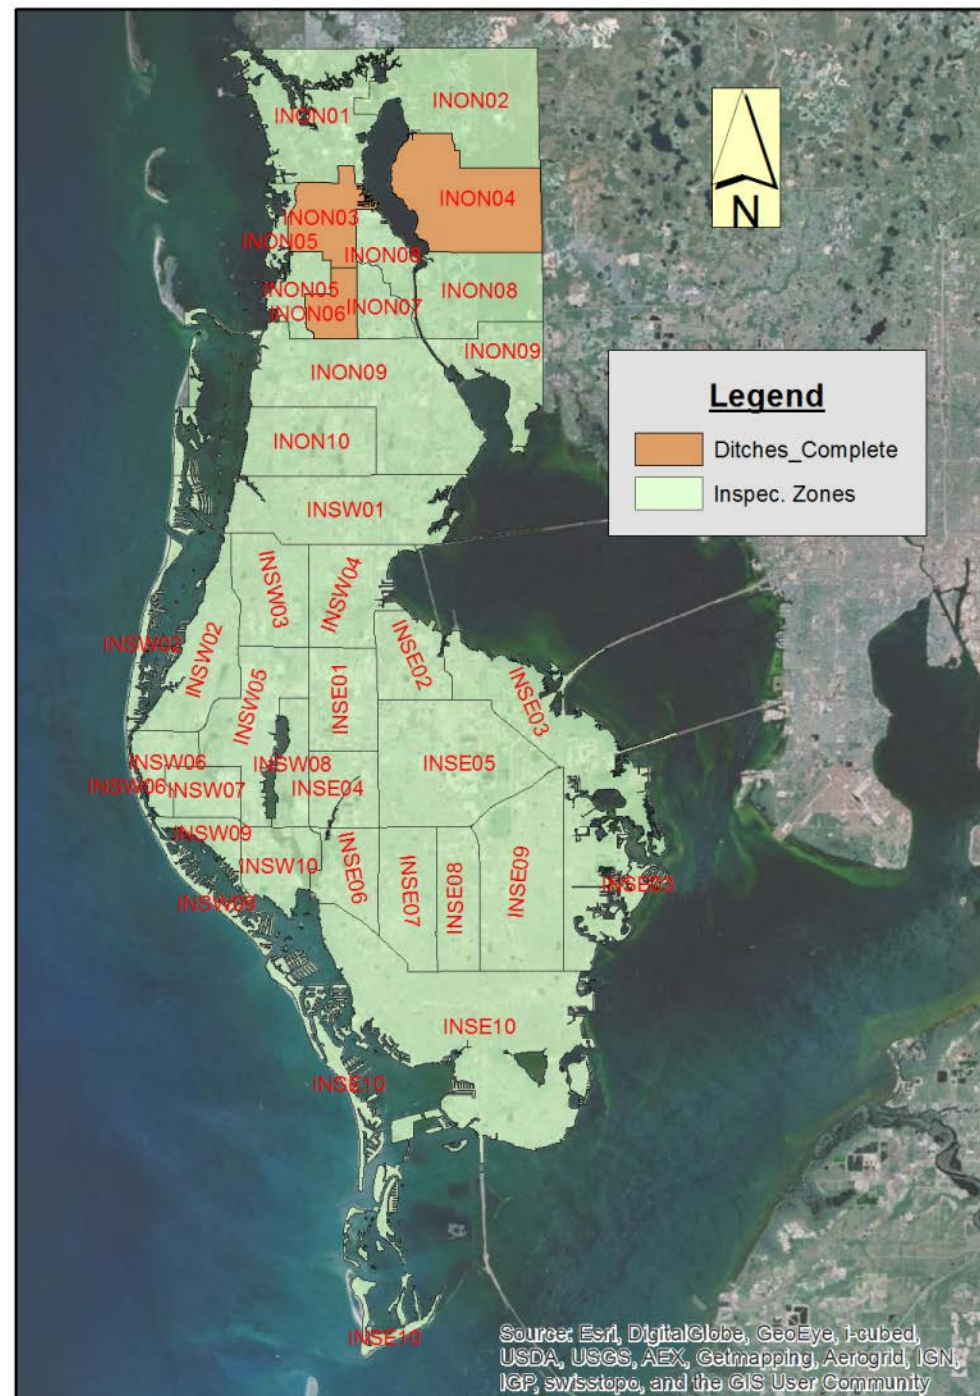 INON01
INON02
INON04
INON03
INON05
INON06
INON05
INON08
INON06
INON07
INON09
INON09
INON10
INSW01
INSW03
INSW04
INSW02
INSW02
INSE02
INSW05
INSE01
INSE03
INSW06
INSW08
INSE05
INSW06
INSW07
INSE04
INSW09
INSW10
INSE06
INSE07
INSE08
INSE09
INSE03
INSW09
INSE10
INSE10
INSE10
N
Legend
Ditches_Complete
Inspec. Zones
Source: Esri, DigitalGlobe, GeoEye, i-cubed,
USDA, USGS, AEX, Getmapping, Aerogrid, IGN,
IGP, swisstopo, and the GIS User Community